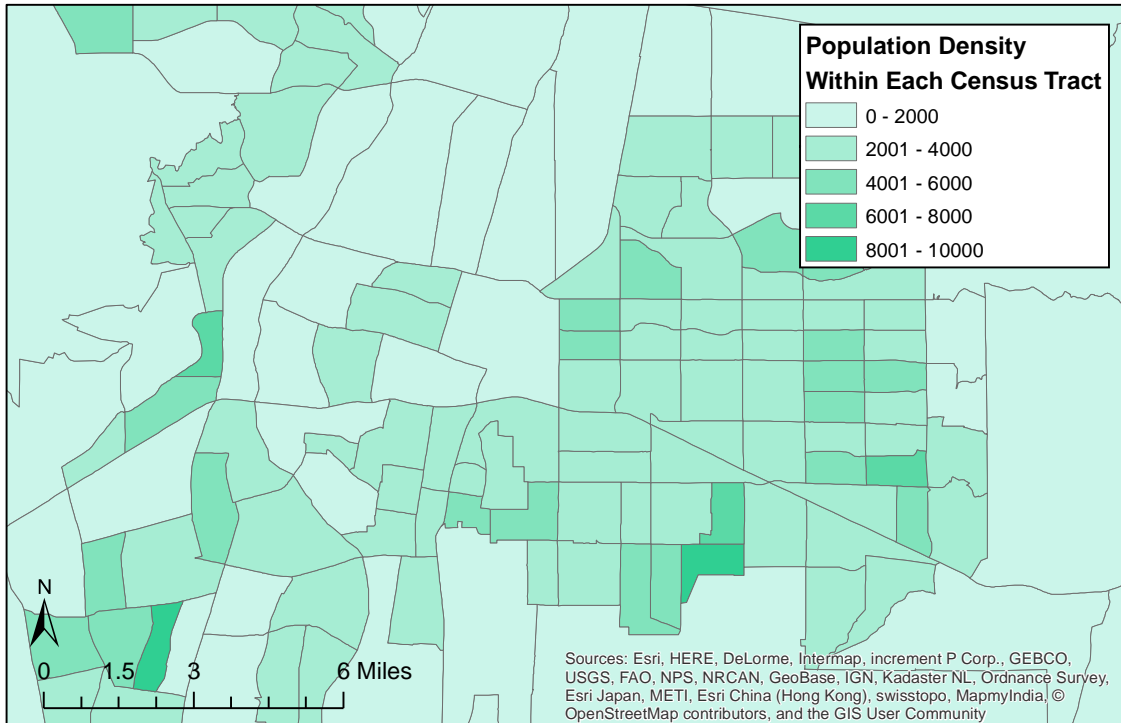 Population Density
Within Each Census Tract
0 - 2000
2001 - 4000
4001 - 6000
6001 - 8000
8001 - 10000
N
0 1.5 3 6 Miles
Sources: Esri, HERE, DeLorme, Intermap, increment P Corp., GEBCO,
USGS, FAO, NPS, NRCAN, GeoBase, IGN, Kadaster NL, Ordnance Survey,
Esri Japan, METI, Esri China (Hong Kong), swisstopo, MapmyIndia, ©
OpenStreetMap contributors, and the GIS User Community